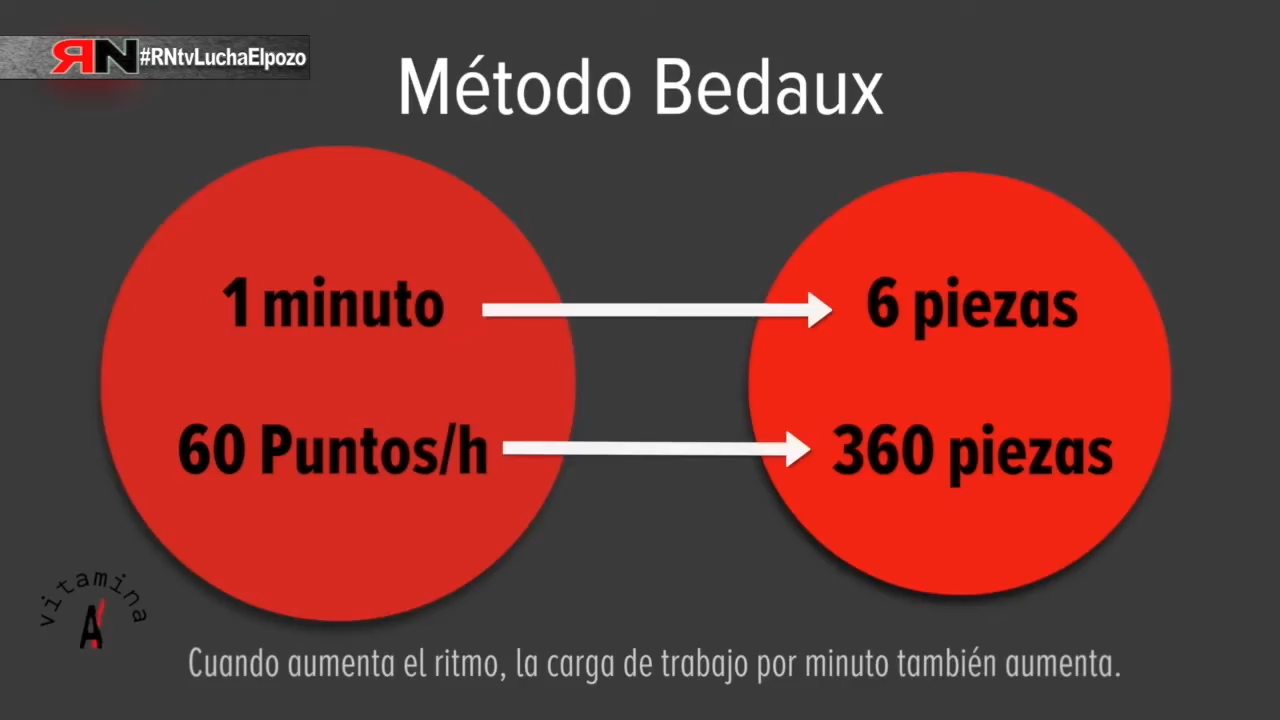 ЯN #RNtvLuchaElpozo
Método Bedaux
1 minuto
6 piezas
60 Puntos/h
360 piezas
vitamina
A
Cuando aumenta el ritmo, la carga de trabajo por minuto también aumenta.